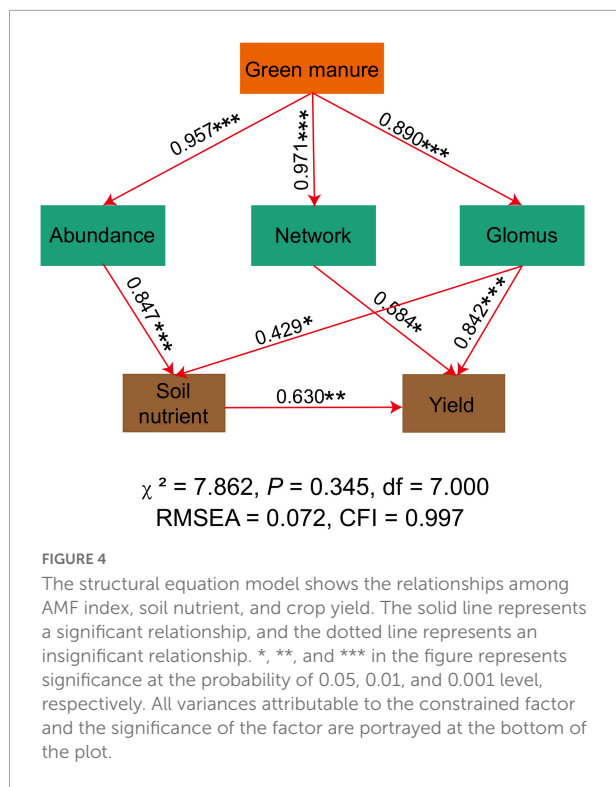 Green manure
0.957***
0.971***
0.890***
Abundance
Network
Glomus
0.847***
0.429*
0.584*
0.842***
Soil
nutrient
0.630**
Yield
χ ² = 7.862, P = 0.345, df = 7.000
RMSEA = 0.072, CFI = 0.997
FIGURE 4
The structural equation model shows the relationships among
AMF index, soil nutrient, and crop yield. The solid line represents
a significant relationship, and the dotted line represents an
insignificant relationship. *, **, and *** in the figure represents
significance at the probability of 0.05, 0.01, and 0.001 level,
respectively. All variances attributable to the constrained factor
and the significance of the factor are portrayed at the bottom of
the plot.